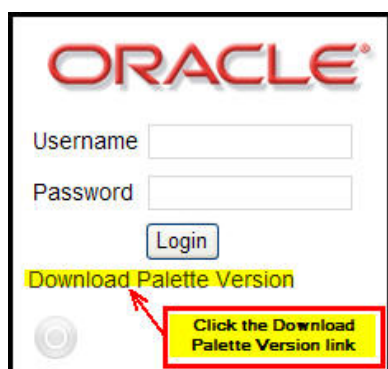 ORACLE®
Username
Password
Login
Download Palette Version
Click the Download
Palette Version link